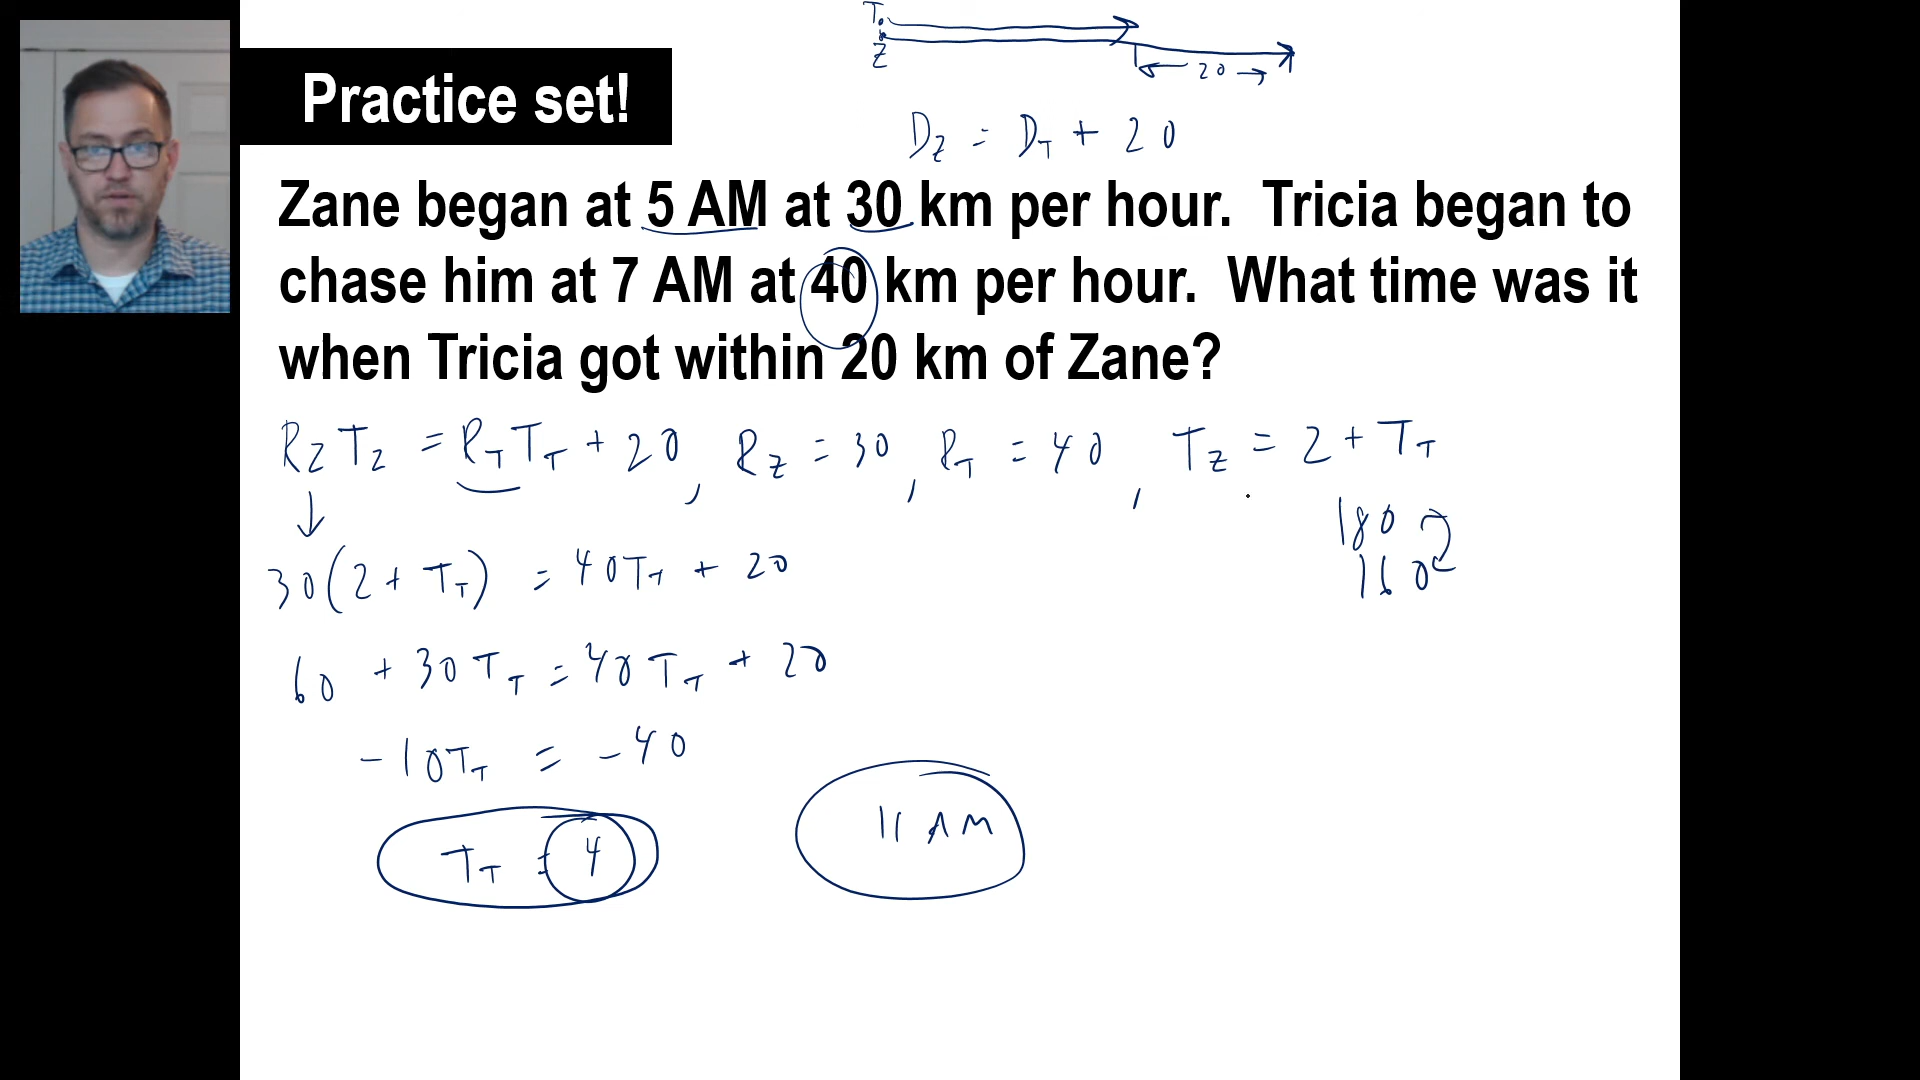 T
Z
20
Practice set!
D_Z = D_T + 20
Zane began at 5 AM at 30 km per hour. Tricia began to
chase him at 7 AM at 40 km per hour. What time was it
when Tricia got within 20 km of Zane?
R_Z T_Z = R_T T_T + 20 , R_Z = 30 , R_T = 40 , T_Z = 2 + T_T
180
160
30(2 + T_T) = 40T_T + 20
60 + 30T_T = 40T_T + 20
-10T_T = -40
T_T = 4
11 AM